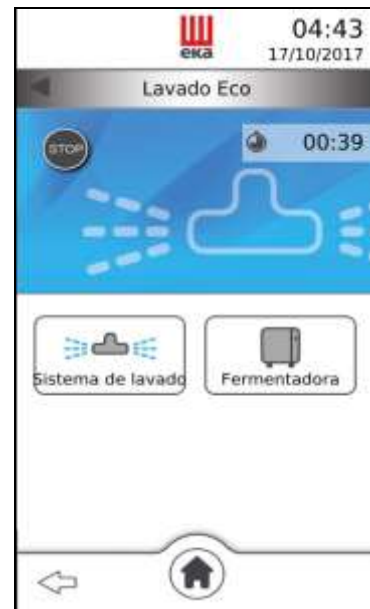 04:43
eka
17/10/2017
Lavado Eco
STOP
00:39
Sistema de lavado
Fermentadora